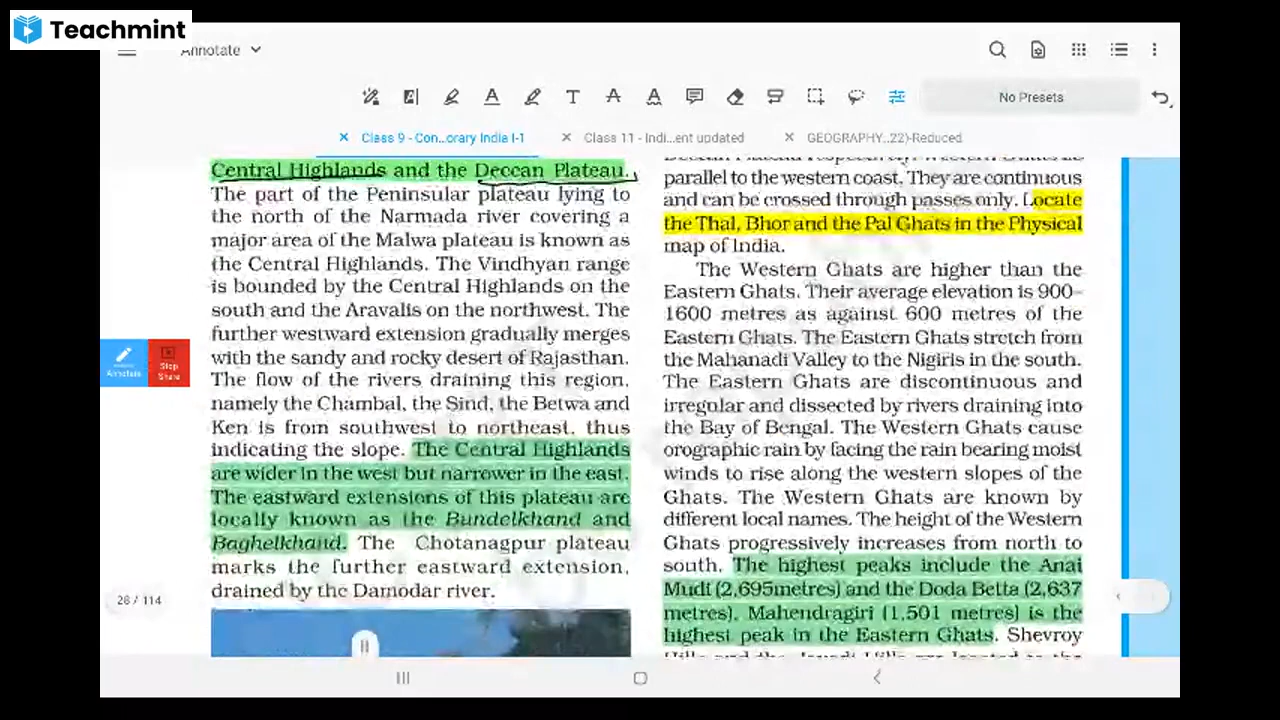 Teachmint
Annotate
No Presets
Class 9 - Con...orary India I-1
Class 11 - Indi...ent updated
GEOGRAPHY...22)-Reduced
Central Highlands and the Deccan Plateau.
The part of the Peninsular plateau lying to
the north of the Narmada river covering a
major area of the Malwa plateau is known as
the Central Highlands. The Vindhyan range
is bounded by the Central Highlands on the
south and the Aravalis on the northwest. The
further westward extension gradually merges
with the sandy and rocky desert of Rajasthan.
The flow of the rivers draining this region,
namely the Chambal, the Sind, the Betwa and
Ken is from southwest to northeast, thus
indicating the slope. The Central Highlands
are wider in the west but narrower in the east.
The eastward extensions of this plateau are
locally known as the Bundelkhand and
Baghelkhand. The Chotanagpur plateau
marks the further eastward extension,
drained by the Damodar river.
parallel to the western coast. They are continuous
and can be crossed through passes only. Locate
the Thal, Bhor and the Pal Ghats in the Physical
map of India.
The Western Ghats are higher than the
Eastern Ghats. Their average elevation is 900–
1600 metres as against 600 metres of the
Eastern Ghats. The Eastern Ghats stretch from
the Mahanadi Valley to the Nigiris in the south.
The Eastern Ghats are discontinuous and
irregular and dissected by rivers draining into
the Bay of Bengal. The Western Ghats cause
orographic rain by facing the rain bearing moist
winds to rise along the western slopes of the
Ghats. The Western Ghats are known by
different local names. The height of the Western
Ghats progressively increases from north to
south. The highest peaks include the Anai
Mudi (2,695metres) and the Doda Betta (2,637
metres). Mahendragiri (1,501 metres) is the
highest peak in the Eastern Ghats. Shevroy
Annotate
Stop
Share
28 / 114